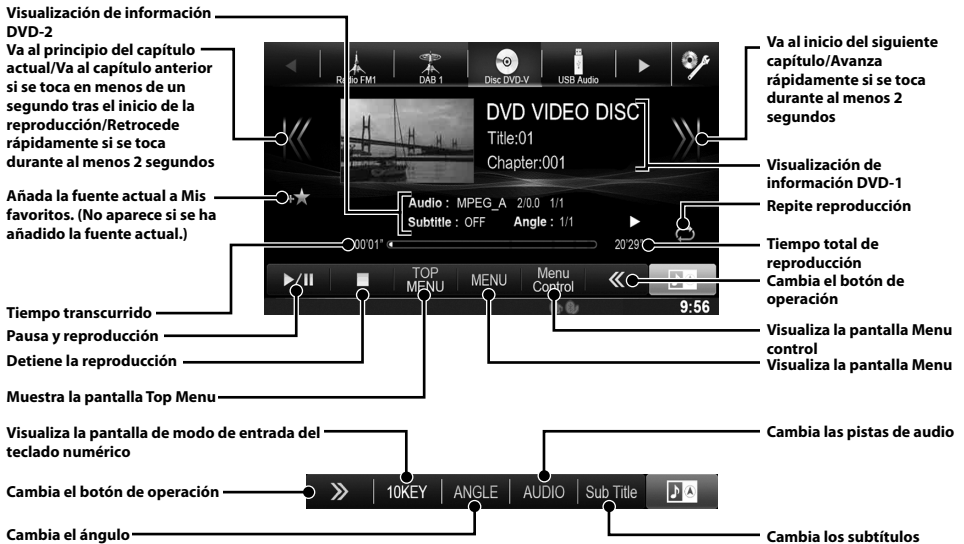 Visualización de información
DVD-2
Va al principio del capítulo
actual/Va al capítulo anterior
si se toca en menos de un
segundo tras el inicio de la
reproducción/Retrocede
rápidamente si se toca
durante al menos 2 segundos
Añada la fuente actual a Mis
favoritos. (No aparece si se ha
añadido la fuente actual.)
Tiempo transcurrido
Pausa y reproducción
Detiene la reproducción
Muestra la pantalla Top Menu
Radio FM1
DAB 1
Disc DVD-V
USB Audio
DVD VIDEO DISC
Title:01
Chapter:001
Audio : MPEG_A 2/0.0 1/1
Subtitle : OFF Angle : 1/1
00'01"
20'29"
TOP
MENU
MENU
Menu
Control
9:56
Va al inicio del siguiente
capítulo/Avanza
rápidamente si se toca
durante al menos 2
segundos
Visualización de
información DVD-1
Repite reproducción
Tiempo total de
reproducción
Cambia el botón de
operación
Visualiza la pantalla Menu
control
Visualiza la pantalla Menu
Visualiza la pantalla de modo de entrada del
teclado numérico
Cambia el botón de operación
Cambia el ángulo
10KEY
ANGLE
AUDIO
Sub Title
Cambia las pistas de audio
Cambia los subtítulos